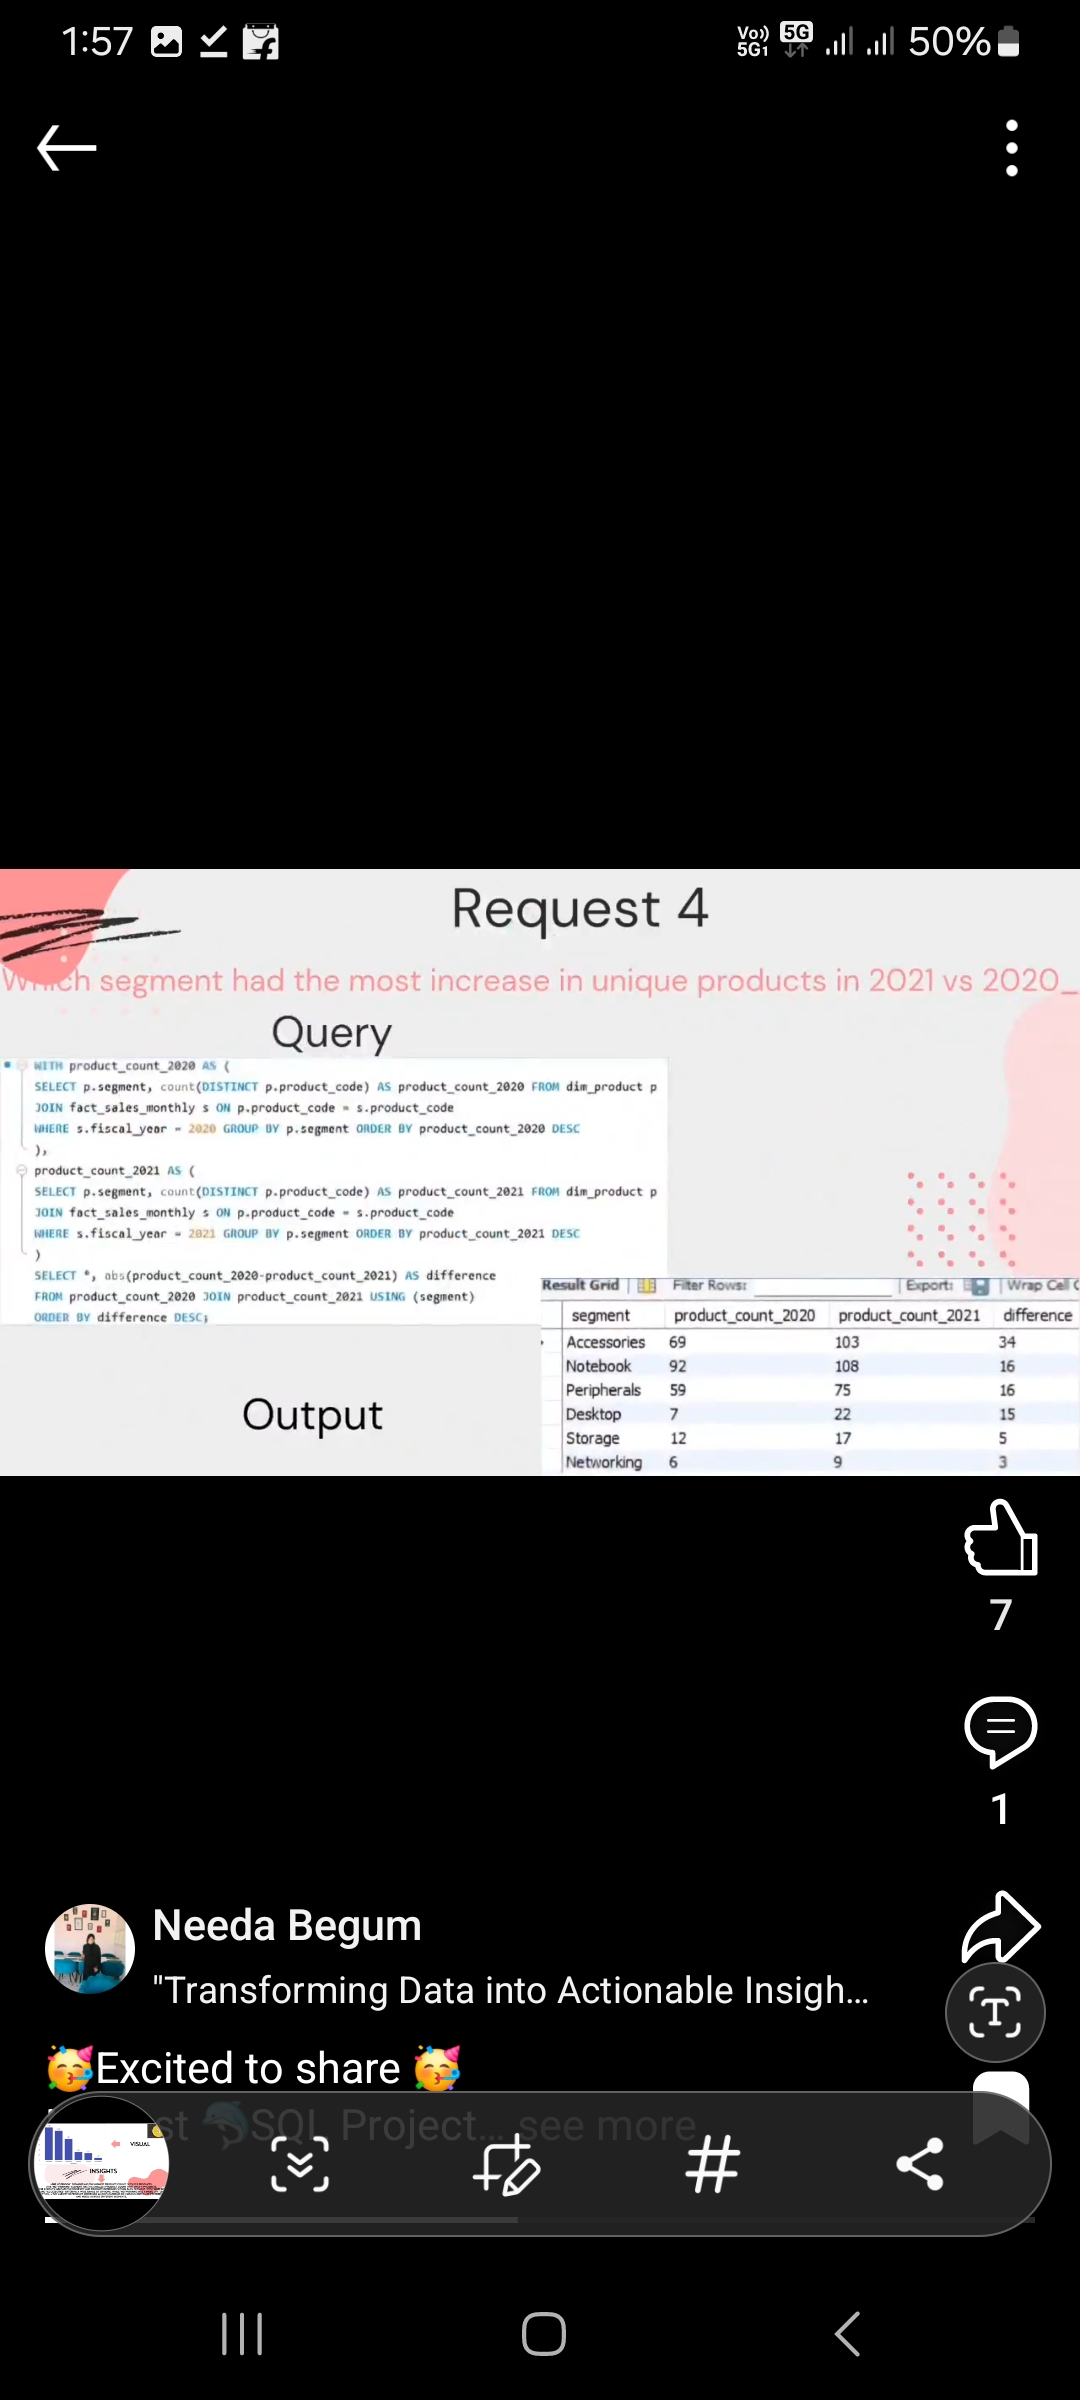 1:57
Vo)) 5G1 5G 50%
Request 4
Which segment had the most increase in unique products in 2021 vs 2020_
Query
WITH product_count_2020 AS (
SELECT p.segment, count(DISTINCT p.product_code) AS product_count_2020 FROM dim_product p
JOIN fact_sales_monthly s ON p.product_code = s.product_code
WHERE s.fiscal_year = 2020 GROUP BY p.segment ORDER BY product_count_2020 DESC
),
product_count_2021 AS (
SELECT p.segment, count(DISTINCT p.product_code) AS product_count_2021 FROM dim_product p
JOIN fact_sales_monthly s ON p.product_code = s.product_code
WHERE s.fiscal_year = 2021 GROUP BY p.segment ORDER BY product_count_2021 DESC
)
SELECT *, abs(product_count_2020-product_count_2021) AS difference
FROM product_count_2020 JOIN product_count_2021 USING (segment)
ORDER BY difference DESC;
Output
Result Grid Filter Rows: Export: Wrap Cell C
segment product_count_2020 product_count_2021 difference
Accessories 69 103 34
Notebook 92 108 16
Peripherals 59 75 16
Desktop 7 22 15
Storage 12 17 5
Networking 6 9 3
7
1
Needa Begum
"Transforming Data into Actionable Insigh...
🥳Excited to share 🥳
st 🐬SQL Project... see more
VISUAL
INSIGHTS